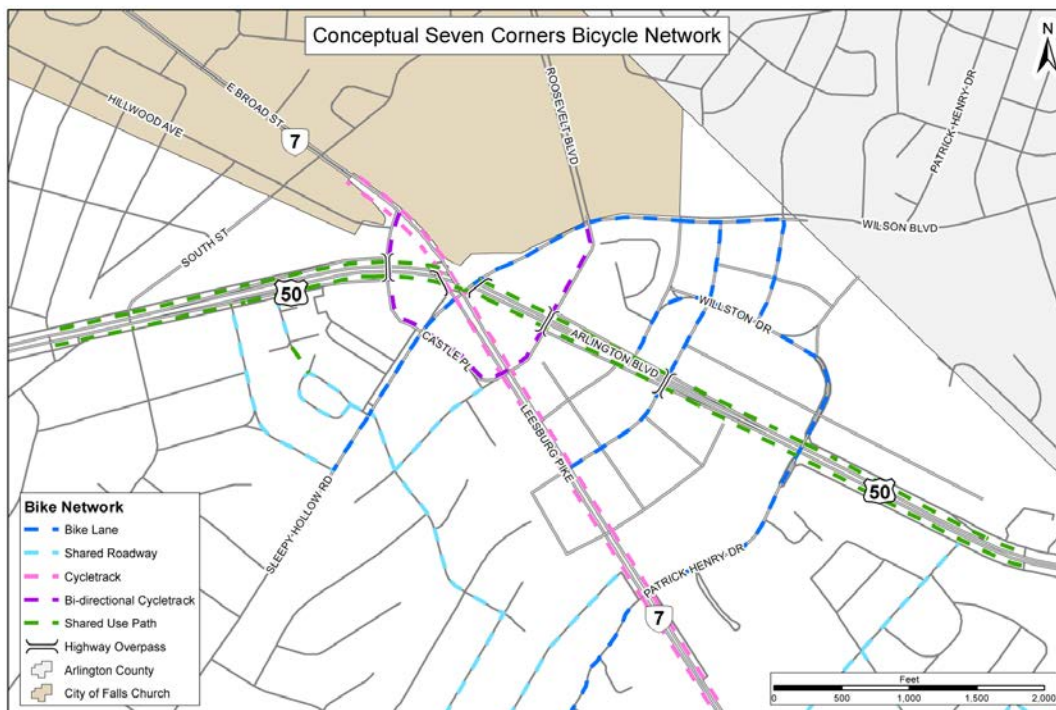 Conceptual Seven Corners Bicycle Network
N
E BROAD ST
HILLWOOD AVE
7
ROOSEVELT BLVD
PATRICK HENRY DR
WILSON BLVD
SOUTH ST
50
WILLSTON DR
ARLINGTON BLVD
CASTLE PL
LEESBURG PIKE
SLEEPY HOLLOW RD
50
PATRICK HENRY DR
7
Bike Network
Bike Lane
Shared Roadway
Cycletrack
Bi-directional Cycletrack
Shared Use Path
Highway Overpass
Arlington County
City of Falls Church
Feet
0 500 1,000 1,500 2,000